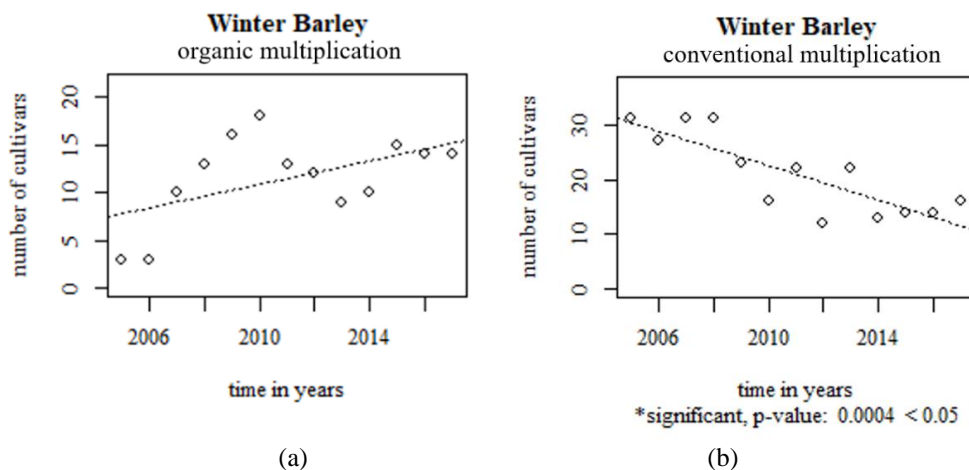 Winter Barley
organic multiplication
number of cultivars
20
15
10
5
0
2006 2010 2014
time in years
(a)
Winter Barley
conventional multiplication
number of cultivars
30
20
10
0
2006 2010 2014
time in years
*significant, p-value: 0.0004 < 0.05
(b)